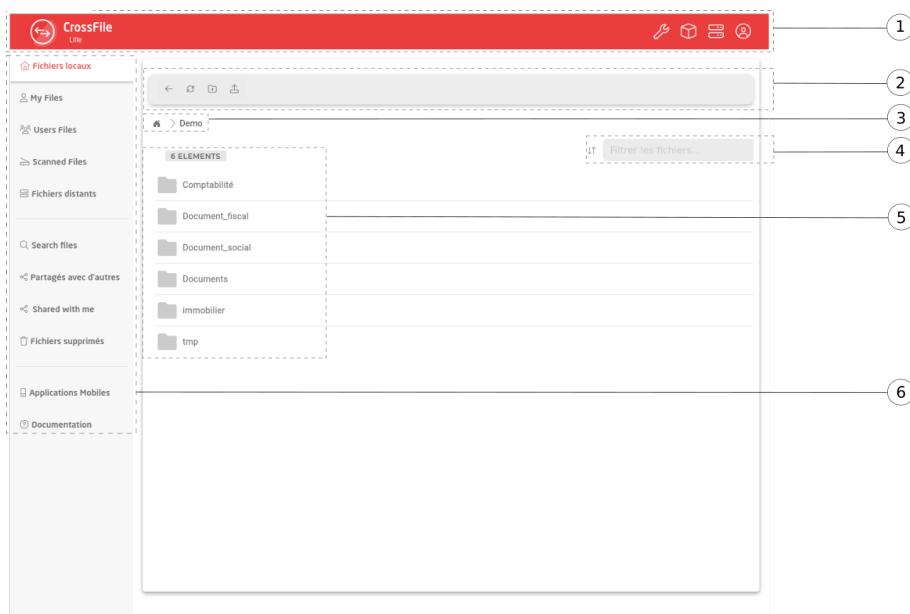 CrossFile
Lille
1
Fichiers locaux
My Files
Users Files
Scanned Files
Fichiers distants
Search files
Partagés avec d'autres
Shared with me
Fichiers supprimés
Applications Mobiles
Documentation
2
Demo
3
6 ELEMENTS
Filtrer les fichiers...
4
Comptabilité
Document_fiscal
5
Document_social
Documents
immobilier
tmp
6